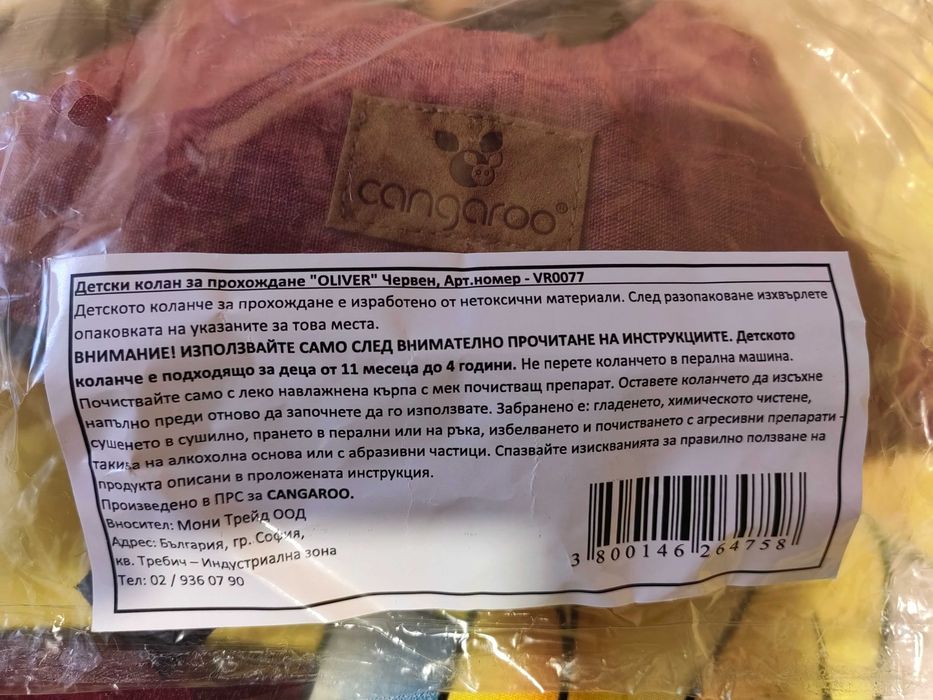 cangaroo®
Детски колан за прохождане "OLIVER" Червен, Арт.номер - VR0077
Детското коланче за прохождане е изработено от нетоксични материали. След разопаковане изхвърлете
опаковката на указаните за това места.
ВНИМАНИЕ! ИЗПОЛЗВАЙТЕ САМО СЛЕД ВНИМАТЕЛНО ПРОЧИТАНЕ НА ИНСТРУКЦИИТЕ. Детското
коланче е подходящо за деца от 11 месеца до 4 години. Не перете коланчето в перална машина.
Почиствайте само с леко навлажнена кърпа с мек почистващ препарат. Оставете коланчето да изсъхне
напълно преди отново да започнете да го използвате. Забранено е: гладенето, химическото чистене,
сушенето в сушилно, прането в перални или на ръка, избелването и почистването с агресивни препарати -
такива на алкохолна основа или с абразивни частици. Спазвайте изискванията за правилно ползване на
продукта описани в проложената инструкция.
Произведено в ПРС за CANGAROO.
Вносител: Мони Трейд ООД
Адрес: България, гр. София,
кв. Требич – Индустриална зона
Тел: 02 / 936 07 90
3 800146 264758